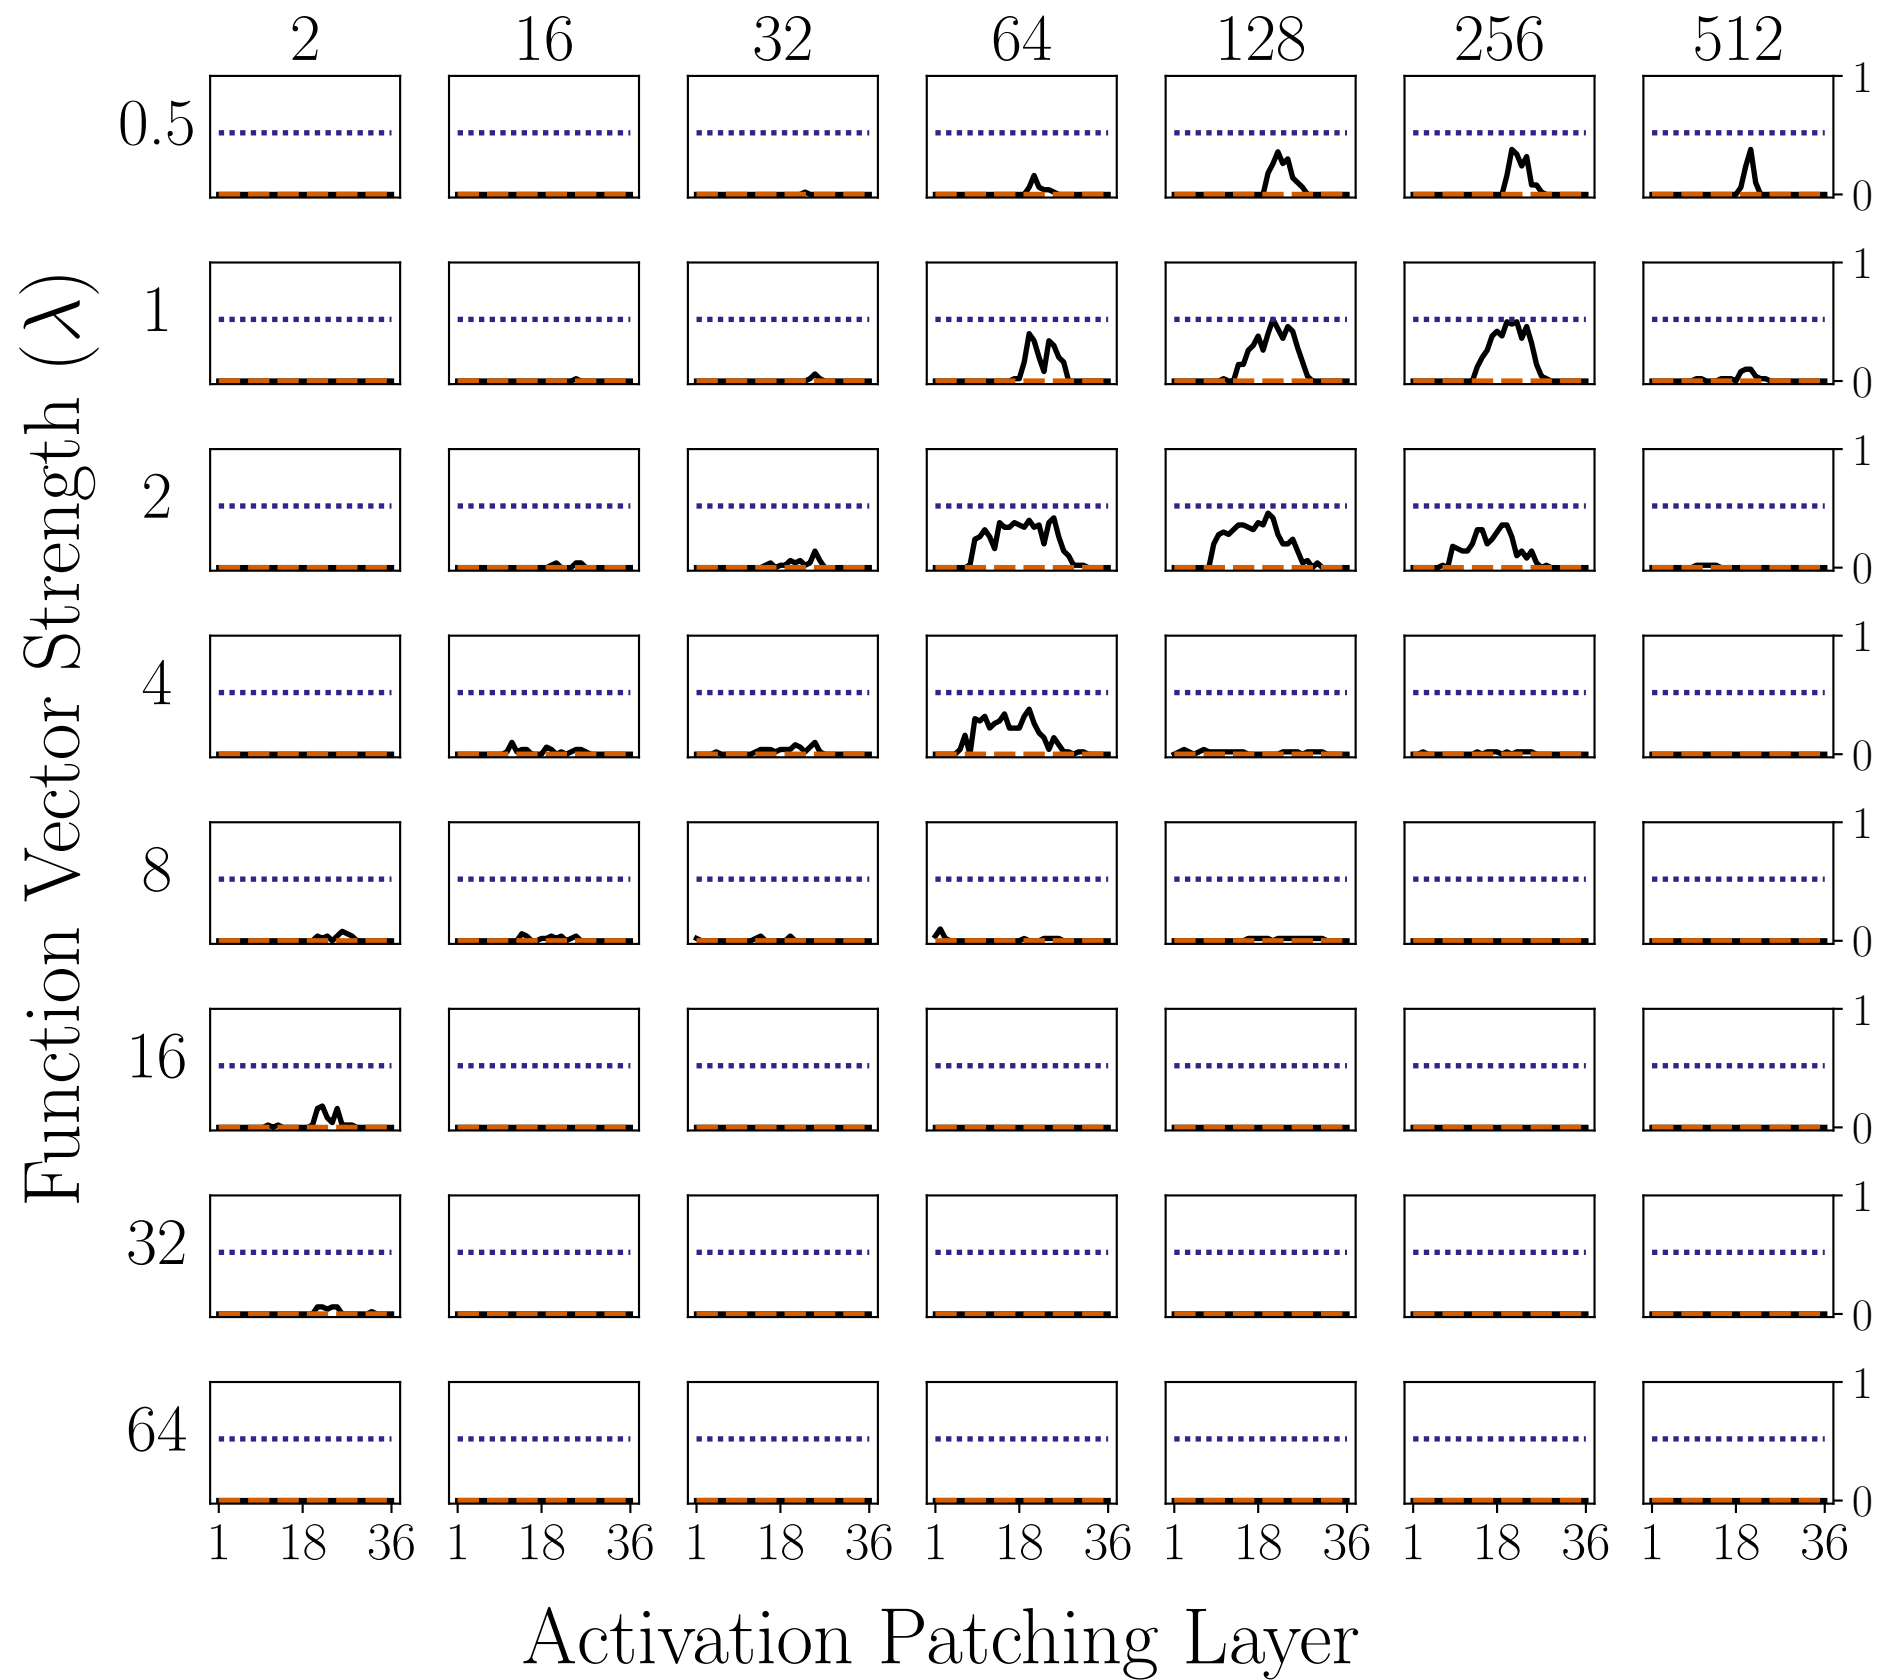 2 16 32 64 128 256 512
0.5 1 0
1 1 0
2 1 0
4 1 0
8 1 0
16 1 0
32 1 0
64 1 0
1 18 36 1 18 36 1 18 36 1 18 36 1 18 36 1 18 36 1 18 36
Function Vector Strength (λ)
Activation Patching Layer